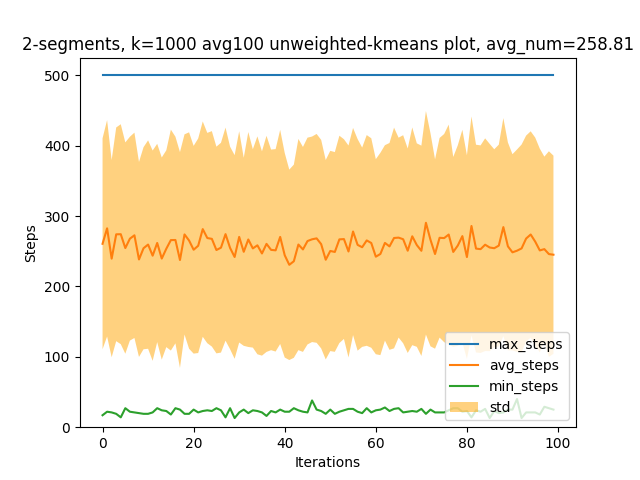 2-segments, k=1000 avg100 unweighted-kmeans plot, avg_num=258.81
500
400
300
200
100
0
Steps
max_steps
avg_steps
min_steps
std
0 20 40 60 80 100
Iterations